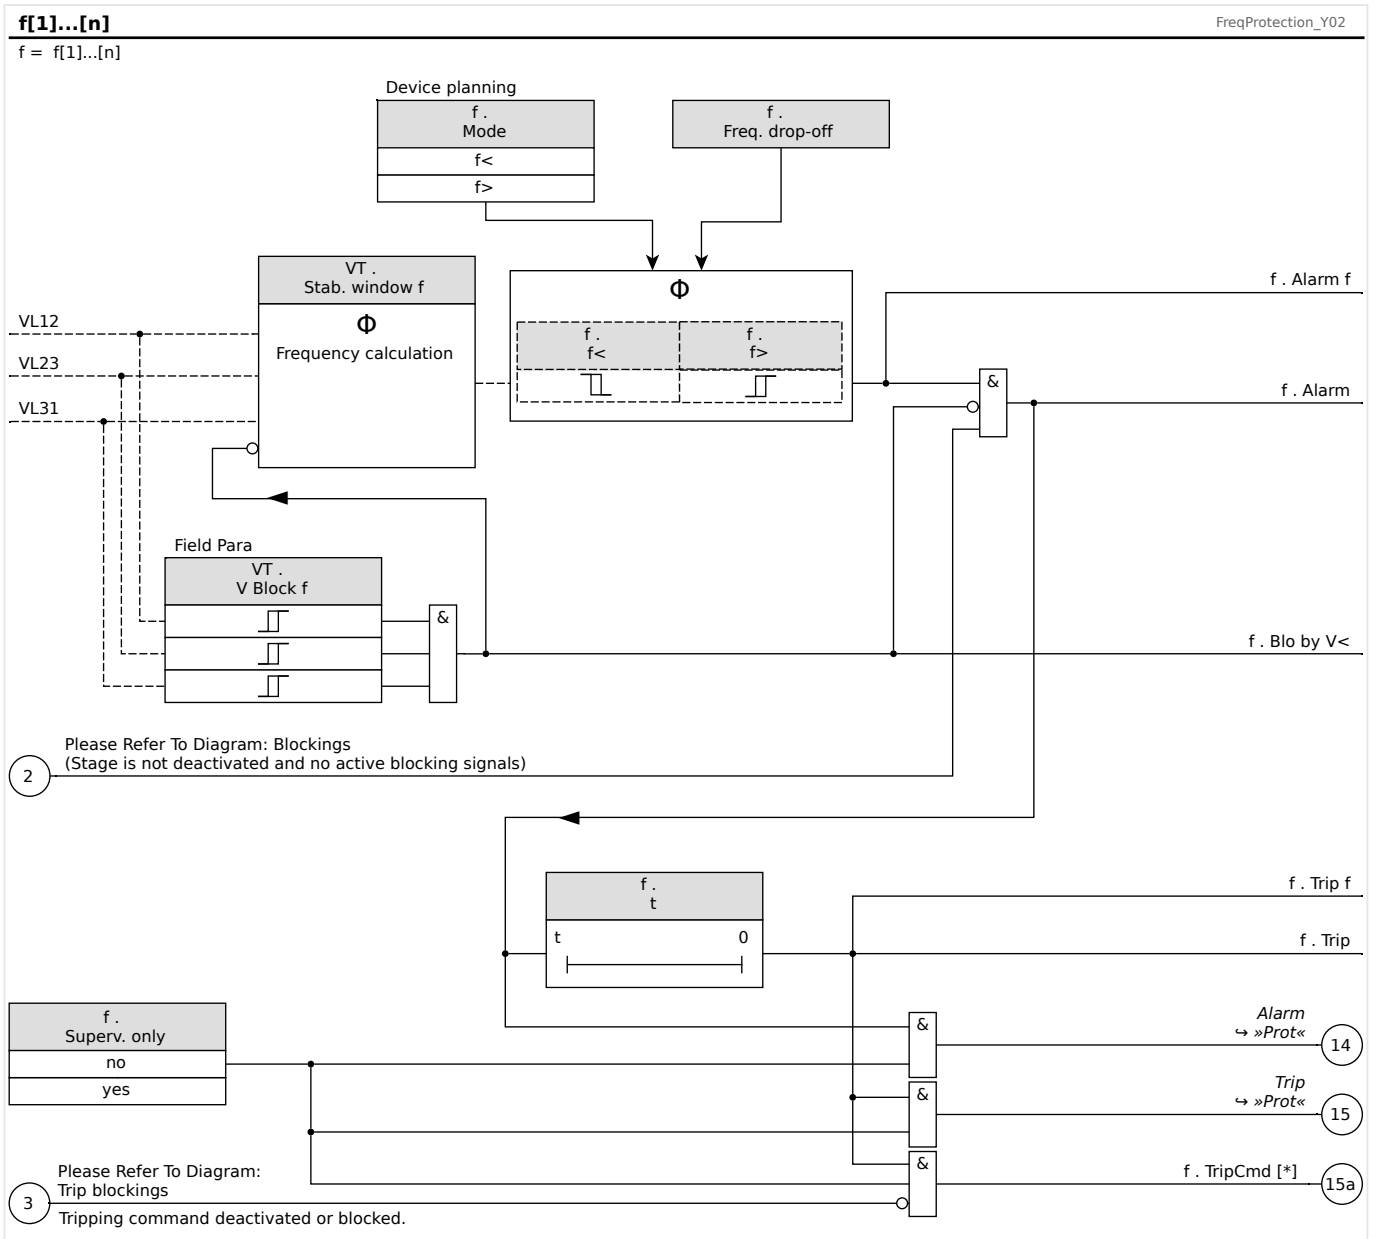 f[1]...[n]
FreqProtection_Y02
f = f[1]...[n]
Device planning
f .
Mode
f<
f>
f .
Freq. drop-off
VT .
Stab. window f
Φ
Frequency calculation
Φ
f .
f<
f .
f>
f . Alarm f
VL12
VL23
VL31
&
f . Alarm
Field Para
VT .
V Block f
&
f . Blo by V<
Please Refer To Diagram: Blockings
(Stage is not deactivated and no active blocking signals)
2
f .
t
t 0
f . Trip f
f . Trip
f .
Superv. only
no
yes
&
Alarm
↪ »Prot«
14
&
Trip
↪ »Prot«
15
Please Refer To Diagram:
Trip blockings
3
Tripping command deactivated or blocked.
&
f . TripCmd [*]
15a